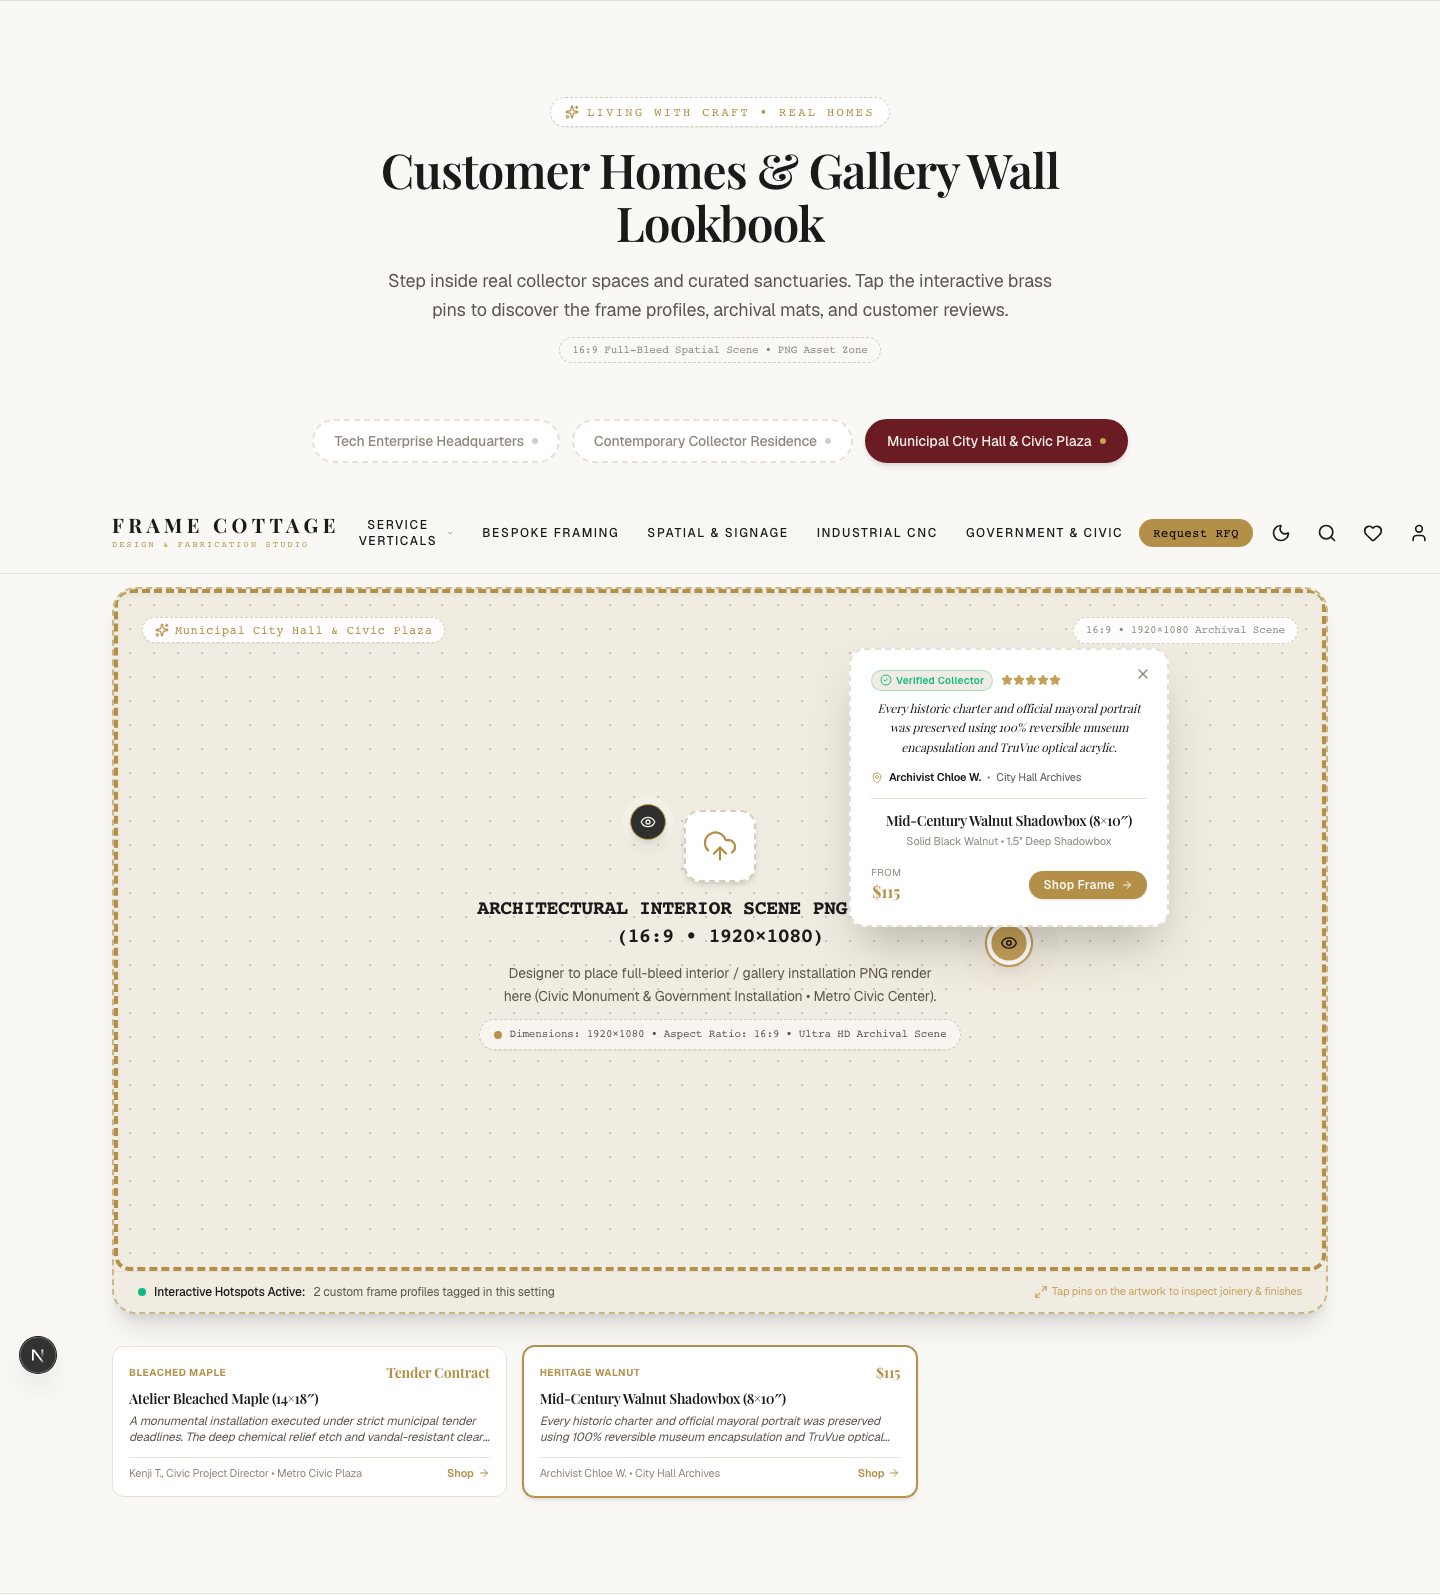 LIVING WITH CRAFT • REAL HOMES
Customer Homes & Gallery Wall
Lookbook
Step inside real collector spaces and curated sanctuaries. Tap the interactive brass
pins to discover the frame profiles, archival mats, and customer reviews.
16:9 Full-Bleed Spatial Scene • PNG Asset Zone
Tech Enterprise Headquarters
Contemporary Collector Residence
Municipal City Hall & Civic Plaza
FRAME COTTAGE
DESIGN & FABRICATION STUDIO
SERVICE
VERTICALS
BESPOKE FRAMING
SPATIAL & SIGNAGE
INDUSTRIAL CNC
GOVERNMENT & CIVIC
Request RFQ
Municipal City Hall & Civic Plaza
16:9 • 1920×1080 Archival Scene
Verified Collector
Every historic charter and official mayoral portrait
was preserved using 100% reversible museum
encapsulation and TruVue optical acrylic.
Archivist Chloe W. • City Hall Archives
Mid-Century Walnut Shadowbox (8×10″)
Solid Black Walnut • 1.5" Deep Shadowbox
FROM
$115
Shop Frame
ARCHITECTURAL INTERIOR SCENE PNG
(16:9 • 1920×1080)
Designer to place full-bleed interior / gallery installation PNG render
here (Civic Monument & Government Installation • Metro Civic Center).
Dimensions: 1920×1080 • Aspect Ratio: 16:9 • Ultra HD Archival Scene
Interactive Hotspots Active: 2 custom frame profiles tagged in this setting
Tap pins on the artwork to inspect joinery & finishes
N
BLEACHED MAPLE
Tender Contract
Atelier Bleached Maple (14×18″)
A monumental installation executed under strict municipal tender
deadlines. The deep chemical relief etch and vandal-resistant clear…
Kenji T., Civic Project Director • Metro Civic Plaza
Shop
HERITAGE WALNUT
$115
Mid-Century Walnut Shadowbox (8×10″)
Every historic charter and official mayoral portrait was preserved
using 100% reversible museum encapsulation and TruVue optical…
Archivist Chloe W. • City Hall Archives
Shop